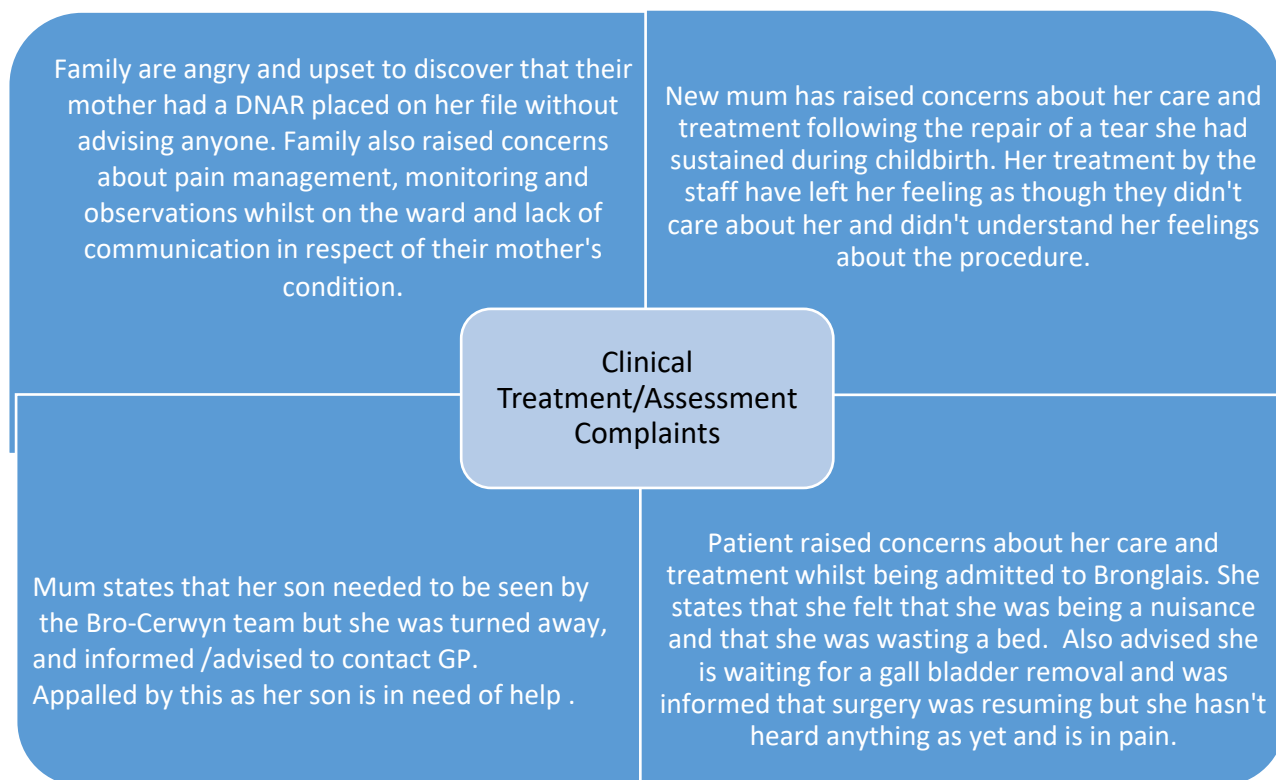 Family are angry and upset to discover that their
mother had a DNAR placed on her file without
advising anyone. Family also raised concerns
about pain management, monitoring and
observations whilst on the ward and lack of
communication in respect of their mother's
condition.
New mum has raised concerns about her care and
treatment following the repair of a tear she had
sustained during childbirth. Her treatment by the
staff have left her feeling as though they didn't
care about her and didn't understand her feelings
about the procedure.
Clinical
Treatment/Assessment
Complaints
Mum states that her son needed to be seen by
the Bro-Cerwyn team but she was turned away,
and informed /advised to contact GP.
Appalled by this as her son is in need of help .
Patient raised concerns about her care and
treatment whilst being admitted to Bronglais. She
states that she felt that she was being a nuisance
and that she was wasting a bed.  Also advised she
is waiting for a gall bladder removal and was
informed that surgery was resuming but she hasn't
heard anything as yet and is in pain.